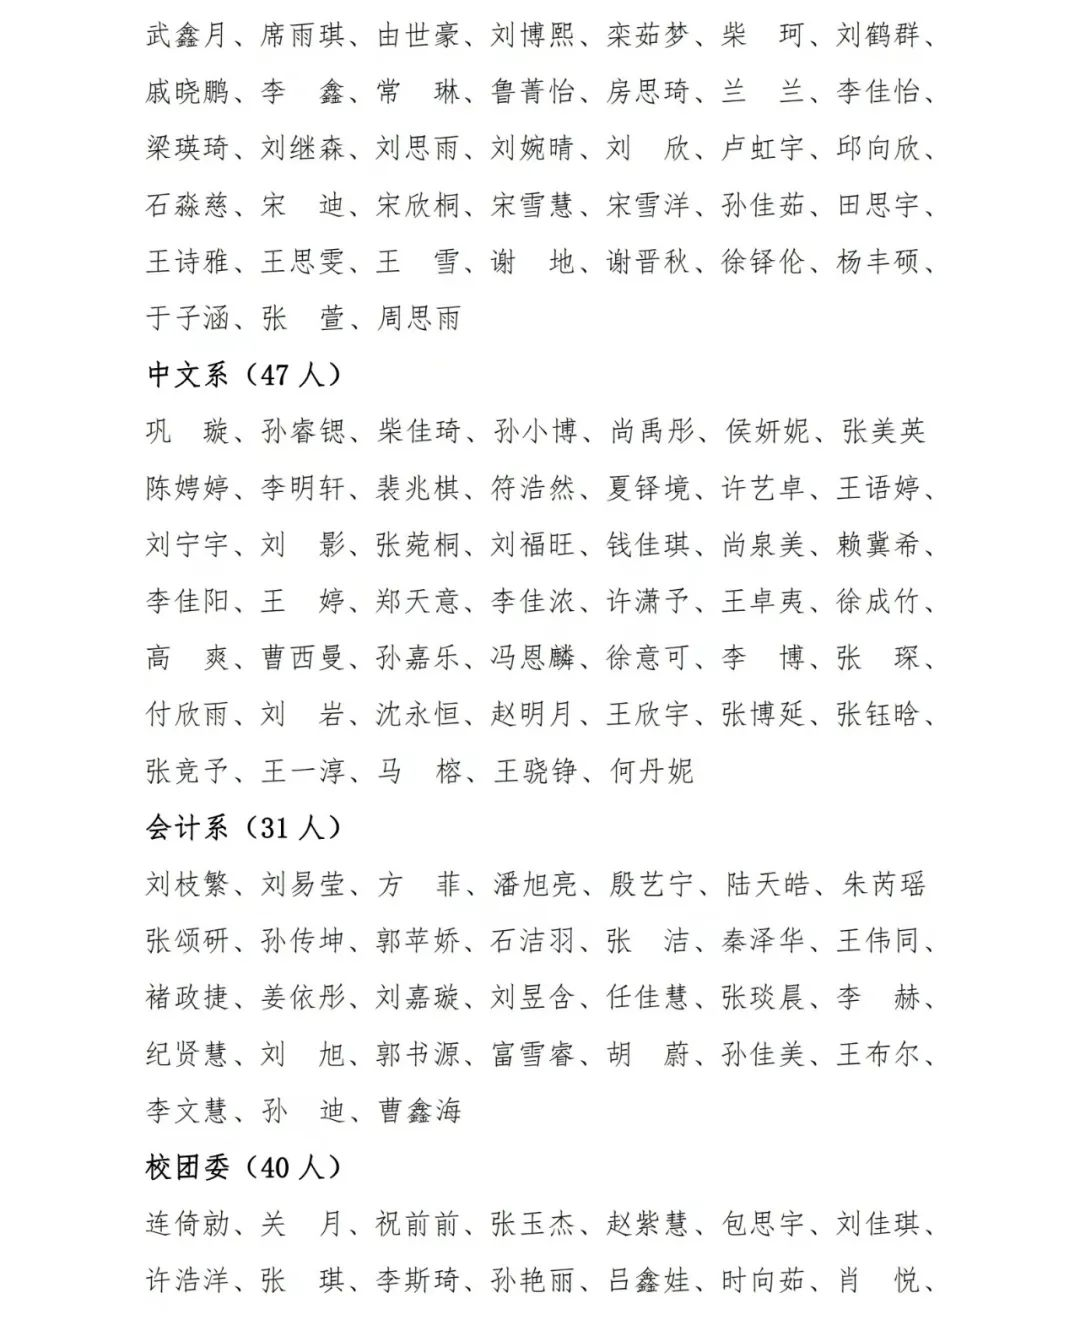 武鑫月、席雨琪、由世豪、刘博熙、栾茹梦、柴　珂、刘鹤群、
戚晓鹏、李　鑫、常　琳、鲁菁怡、房思琦、兰　兰、李佳怡、
梁瑛琦、刘继森、刘思雨、刘婉晴、刘　欣、卢虹宇、邱向欣、
石淼慈、宋　迪、宋欣桐、宋雪慧、宋雪洋、孙佳茹、田思宇、
王诗雅、王思雯、王　雪、谢　地、谢晋秋、徐铎伦、杨丰硕、
于子涵、张　萱、周思雨
中文系（47 人）
巩　璇、孙睿锶、柴佳琦、孙小博、尚禹彤、侯妍妮、张美英
陈娉婷、李明轩、裴兆棋、符浩然、夏铎境、许艺卓、王语婷、
刘宁宇、刘　影、张菀桐、刘福旺、钱佳琪、尚泉美、赖冀希、
李佳阳、王　婷、郑天意、李佳浓、许潇予、王卓夷、徐成竹、
高　爽、曹西曼、孙嘉乐、冯恩麟、徐意可、李　博、张　琛、
付欣雨、刘　岩、沈永恒、赵明月、王欣宇、张博延、张钰晗、
张竞予、王一淳、马　榕、王骁铮、何丹妮
会计系（31 人）
刘枝繁、刘易莹、方　菲、潘旭亮、殷艺宁、陆天皓、朱芮瑶
张颂研、孙传坤、郭苹娇、石洁羽、张　洁、秦泽华、王伟同、
褚政捷、姜依彤、刘嘉璇、刘昱含、任佳慧、张琰晨、李　赫、
纪贤慧、刘　旭、郭书源、富雪睿、胡　蔚、孙佳美、王布尔、
李文慧、孙　迪、曹鑫海
校团委（40 人）
连倚勍、关　月、祝前前、张玉杰、赵紫慧、包思宇、刘佳琪、
许浩洋、张　琪、李斯琦、孙艳丽、吕鑫娃、时向茹、肖　悦、